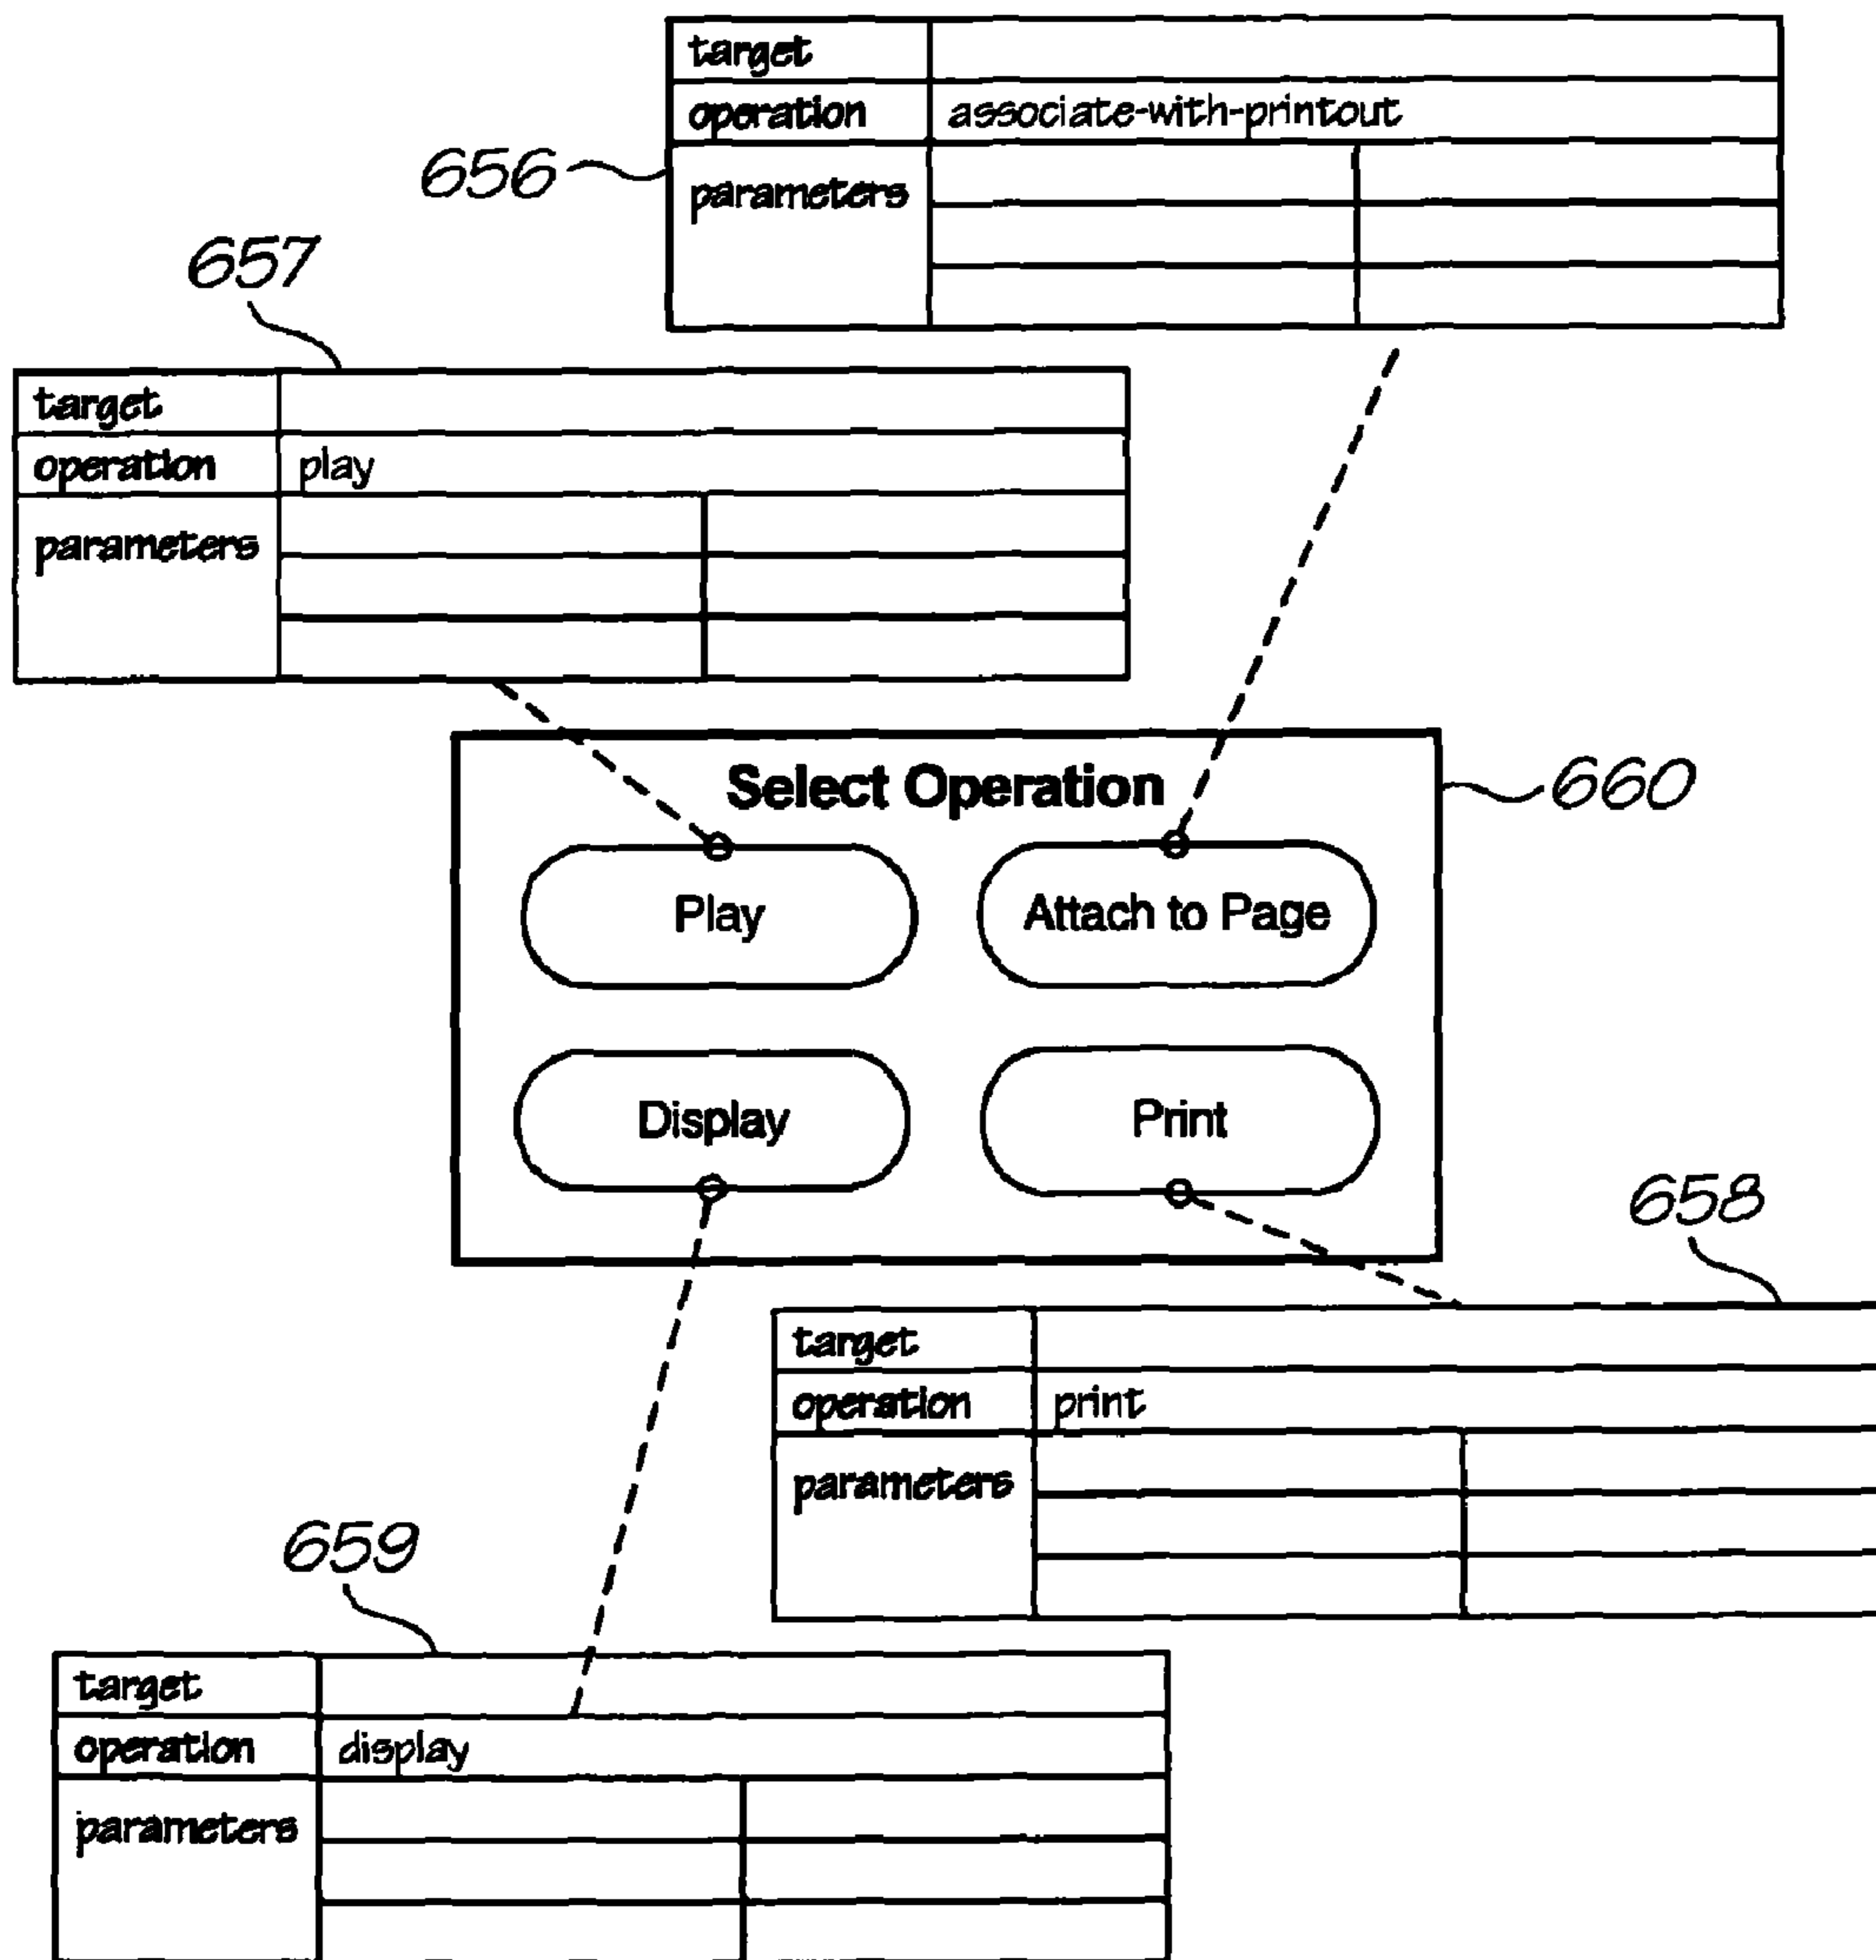 target
operation associate-with-printout
656
parameters
657
target
operation play
parameters
Select Operation
660
Play Attach to Page
Display Print
658
target
operation print
parameters
659
target
operation display
parameters